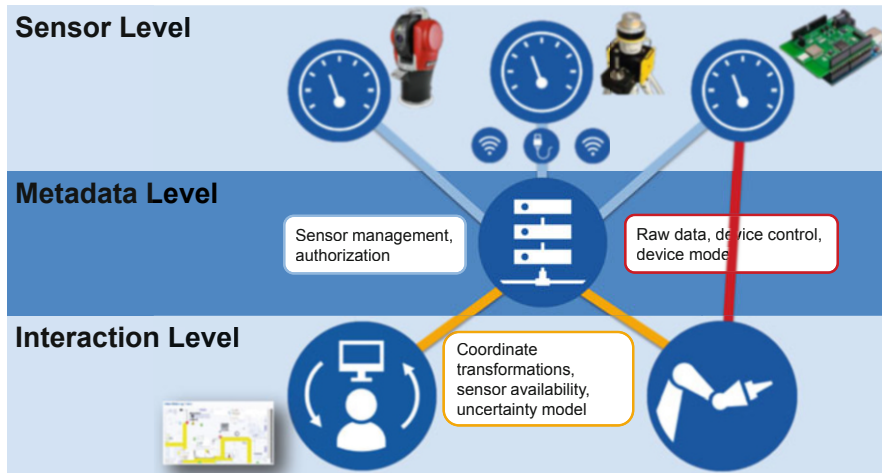 Sensor Level
Metadada Level
Sensor management,
authorization
Raw data, device control,
device model
Interaction Level
Coordinate
transformations,
sensor availability,
uncertainty model